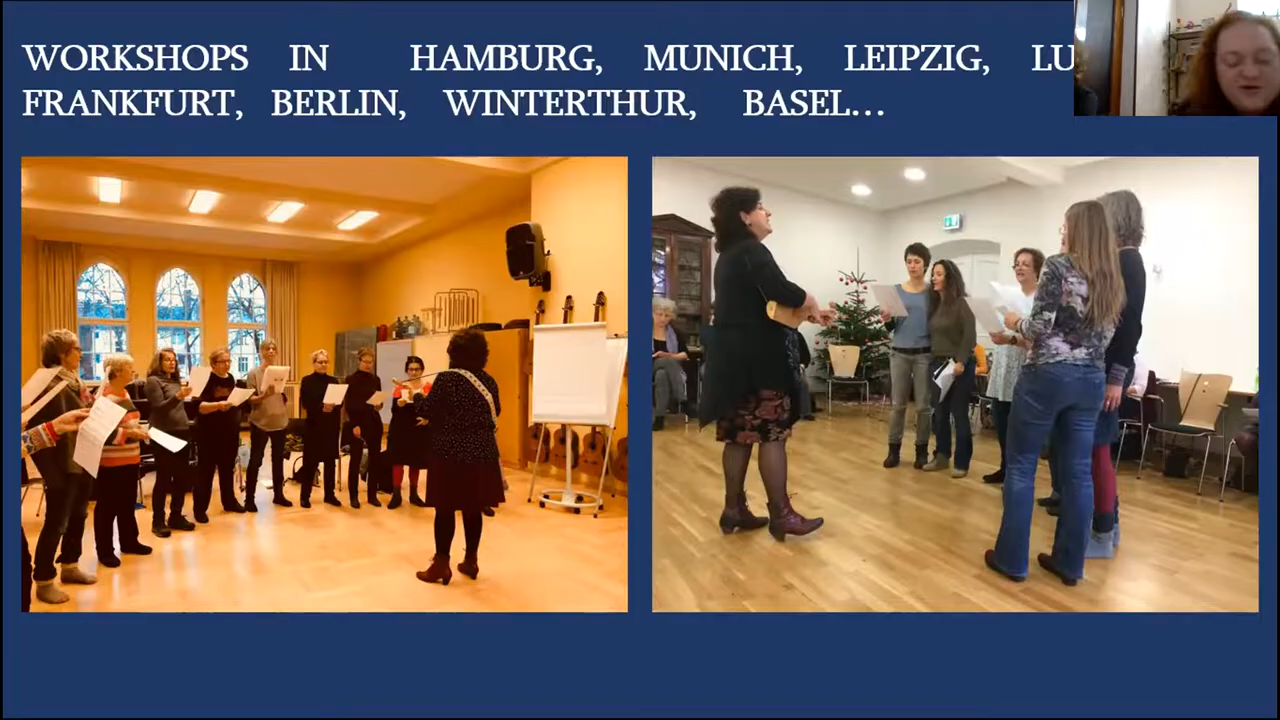 WORKSHOPS IN HAMBURG, MUNICH, LEIPZIG, LU
FRANKFURT, BERLIN, WINTERTHUR, BASEL...